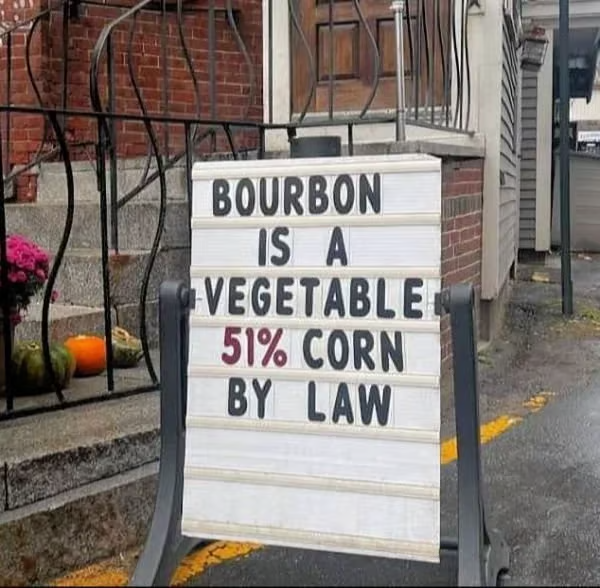 BOURBON
IS A
VEGETABLE
51% CORN
BY LAW